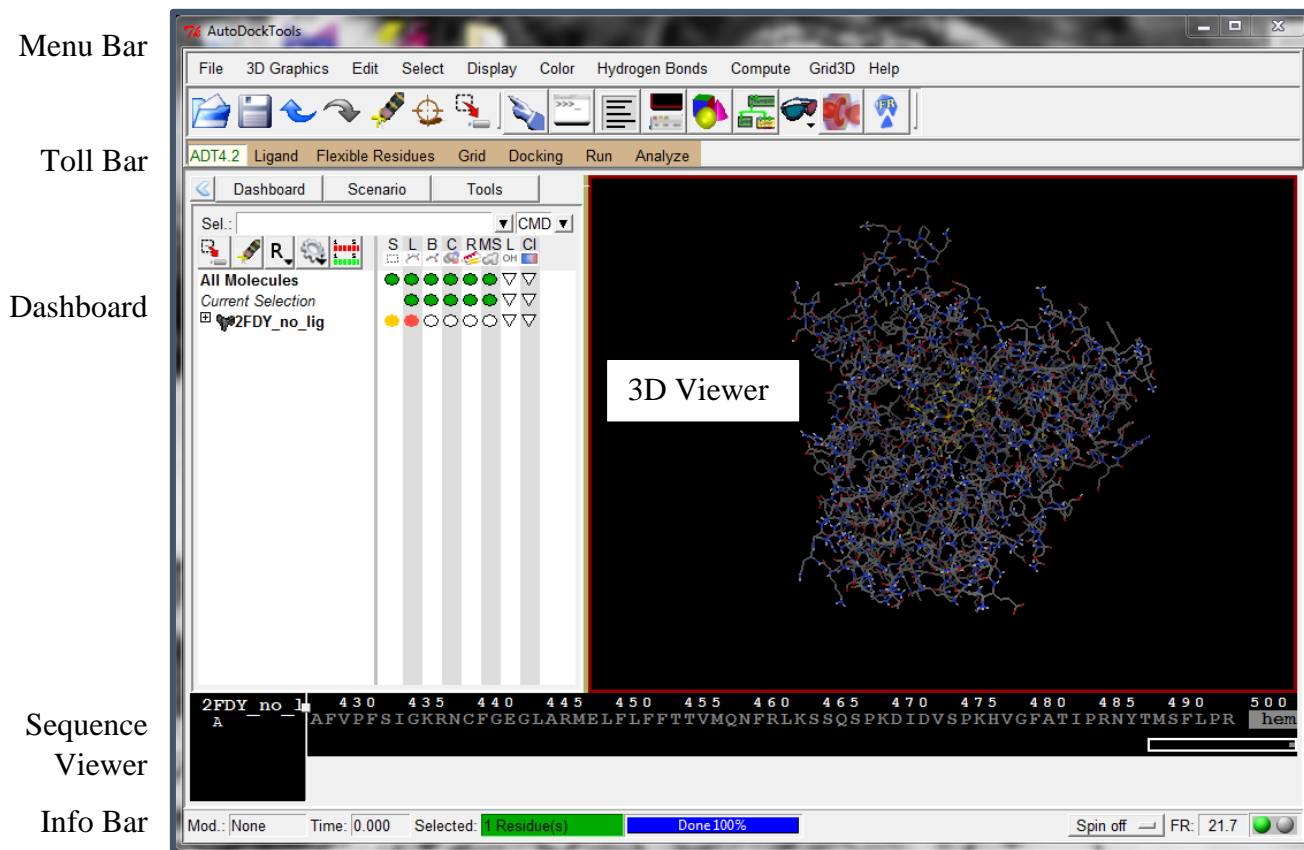 Menu Bar
AutoDockTools
File 3D Graphics Edit Select Display Color Hydrogen Bonds Compute Grid3D Help
Toll Bar
ADT4.2 Ligand Flexible Residues Grid Docking Run Analyze
Dashboard Scenario Tools
Sel.: CMD
R
S L B C R MS L Cl
OH
All Molecules
Current Selection
2FDY_no_lig
Dashboard
3D Viewer
2FDY_no_l 430 435 440 445 450 455 460 465 470 475 480 485 490 500
A AFVPFSIGKRNCFGEGLARMELFLFFTTVMQNFRLKSSQSPKDIDVSPKHVGFATIPRNYTMSFLPR hem
Sequence
Viewer
Info Bar
Mod.: None Time: 0.000 Selected: 1 Residue(s) Done 100% Spin off FR: 21.7